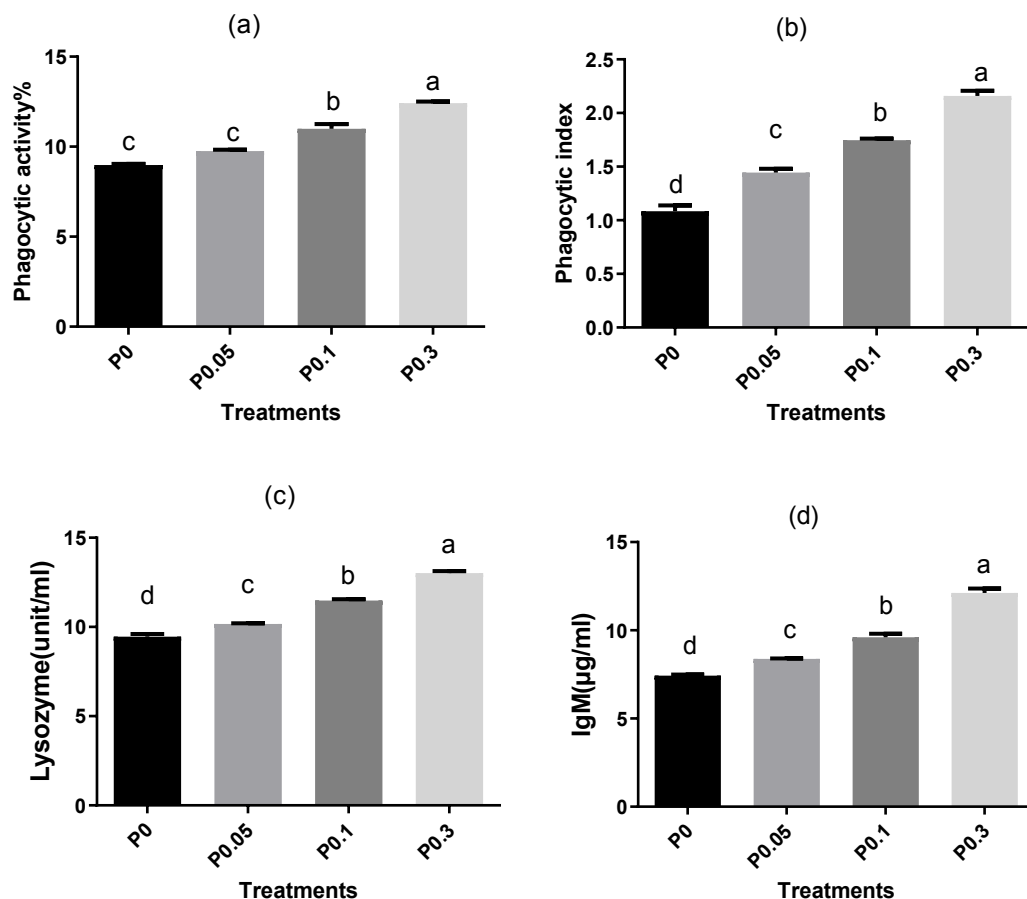 (a)
Phagocytic activity%
15
10
5
0
c
c
b
a
P0
P0.05
P0.1
P0.3
Treatments
(b)
Phagocytic index
2.5
2.0
1.5
1.0
0.5
0.0
d
c
b
a
P0
P0.05
P0.1
P0.3
Treatments
(c)
Lysozyme(unit/ml)
15
10
5
0
d
c
b
a
P0
P0.05
P0.1
P0.3
Treatments
(d)
IgM(µg/ml)
15
10
5
0
d
c
b
a
P0
P0.05
P0.1
P0.3
Treatments